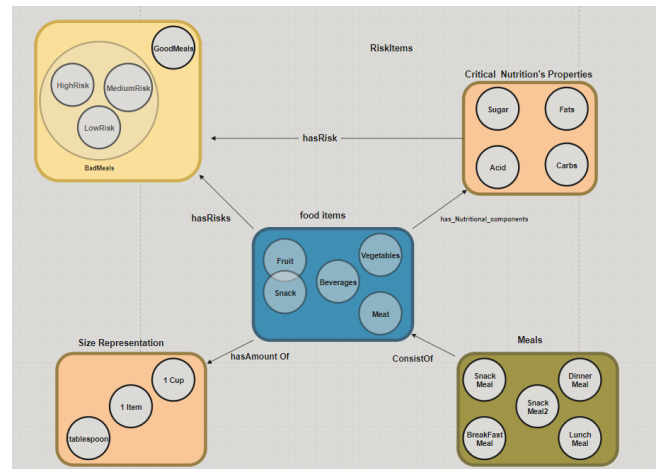 RiskItems
GoodMeals
HighRisk
MediumRisk
LowRisk
BadMeals
Critical Nutrition's Properties
Sugar
Fats
Acid
Carbs
hasRisk
hasRisks
food items
has_Nutritional_components
Fruit
Vegetables
Beverages
Snack
Meat
Size Representation
hasAmount Of
ConsistOf
Meals
1 Cup
1 Item
tablespoon
Snack
Meal
Dinner
Meal
Snack
Meal2
BreakFast
Meal
Lunch
Meal